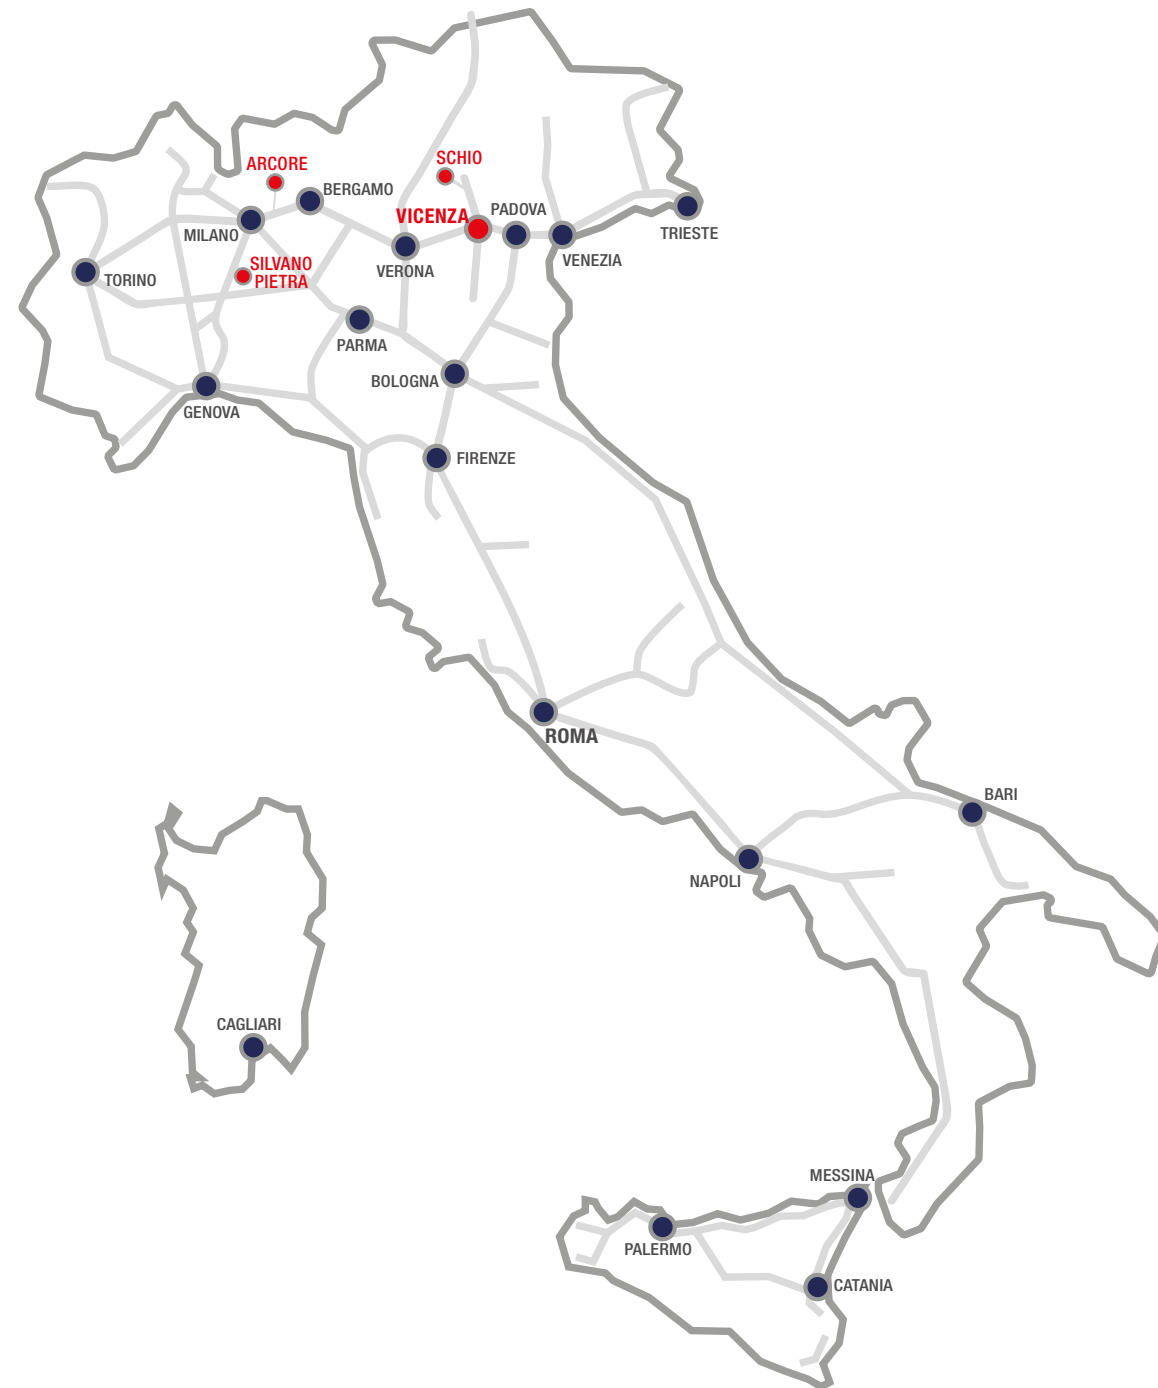 ARCORE
SCHIO
BERGAMO
VICENZA
PADOVA
MILANO
TRIESTE
VENEZIA
VERONA
SILVANO
PIETRA
TORINO
PARMA
BOLOGNA
GENOVA
FIRENZE
ROMA
BARI
NAPOLI
CAGLIARI
MESSINA
PALERMO
CATANIA